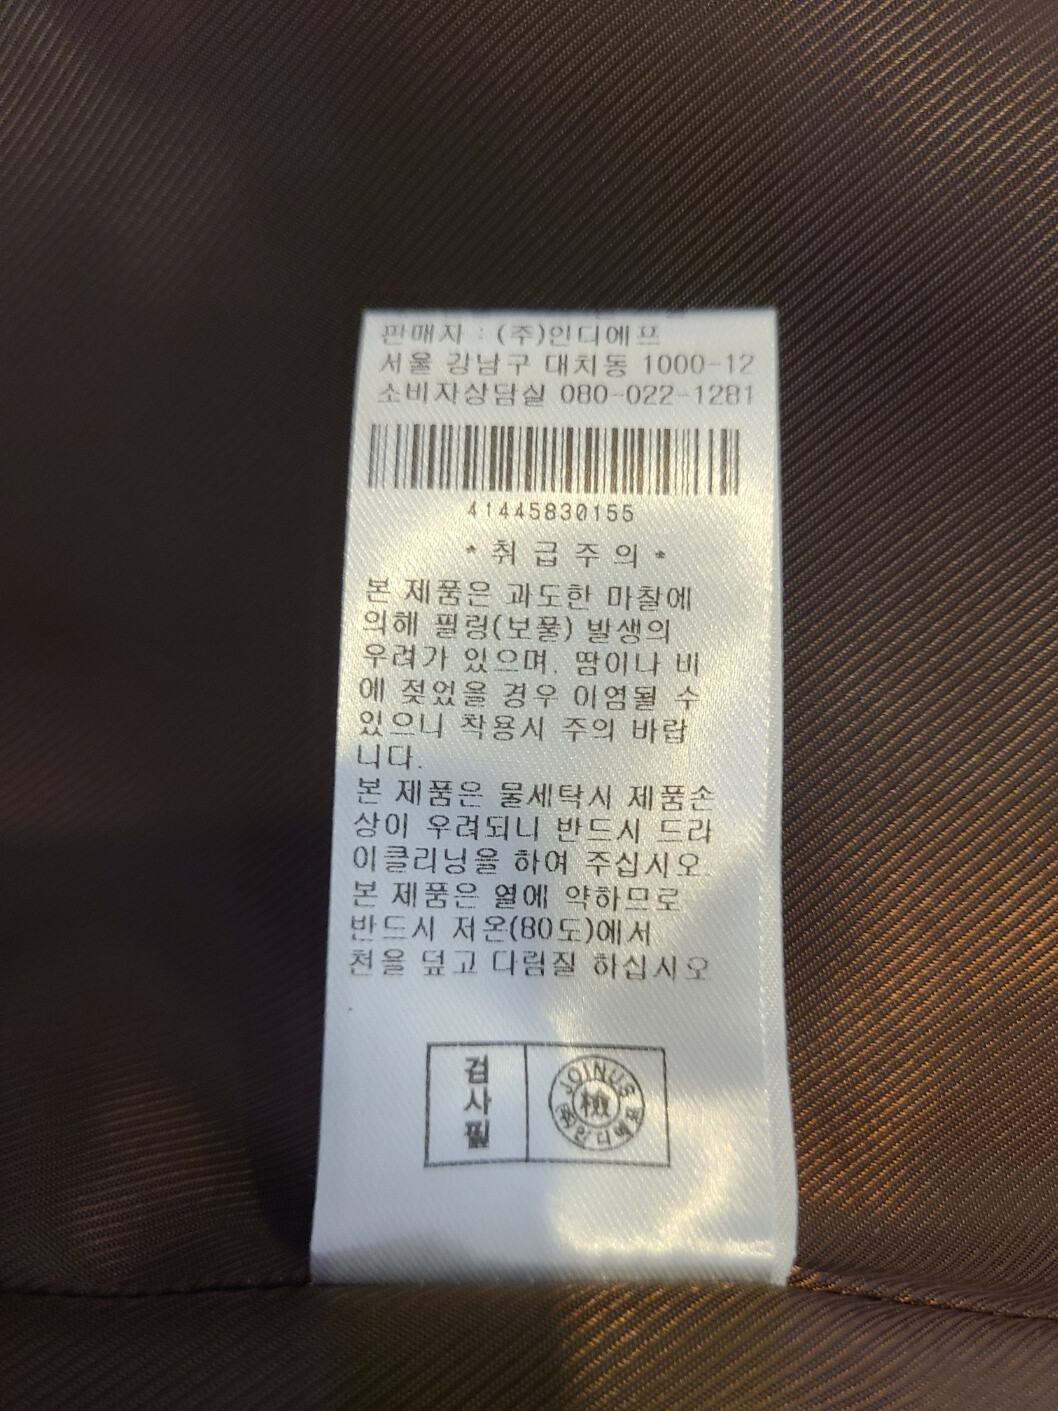 판매자 : (주)인디에프
서울 강남구 대치동 1000-12
소비자상담실 080-022-1281
41445830155
* 취 급 주 의 *
본 제품은 과도한 마찰에
의해 필링(보풀) 발생의
우려가 있으며, 땀이나 비
에 젖었을 경우 이염될 수
있으니 착용시 주의 바랍
니다.
본 제품은 물세탁시 제품손
상이 우려되니 반드시 드라
이클리닝을 하여 주십시오.
본 제품은 열에 약하므로
반드시 저온(80도)에서
천을 덮고 다림질 하십시오
검사필
JOINUS
檢
(주)인디에프